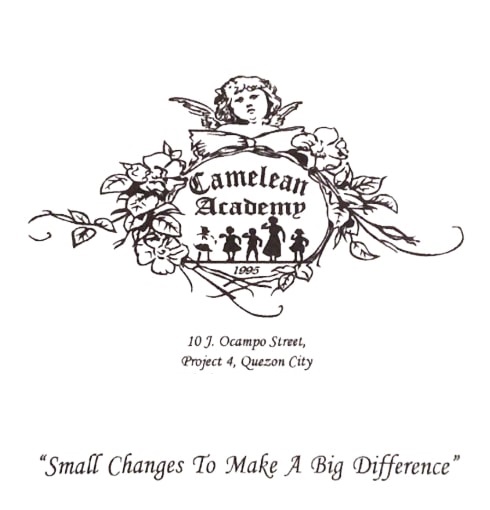 Camelean
Academy
1995
10 J. Ocampo Street,
Project 4, Quezon City
“Small Changes To Make A Big Difference”